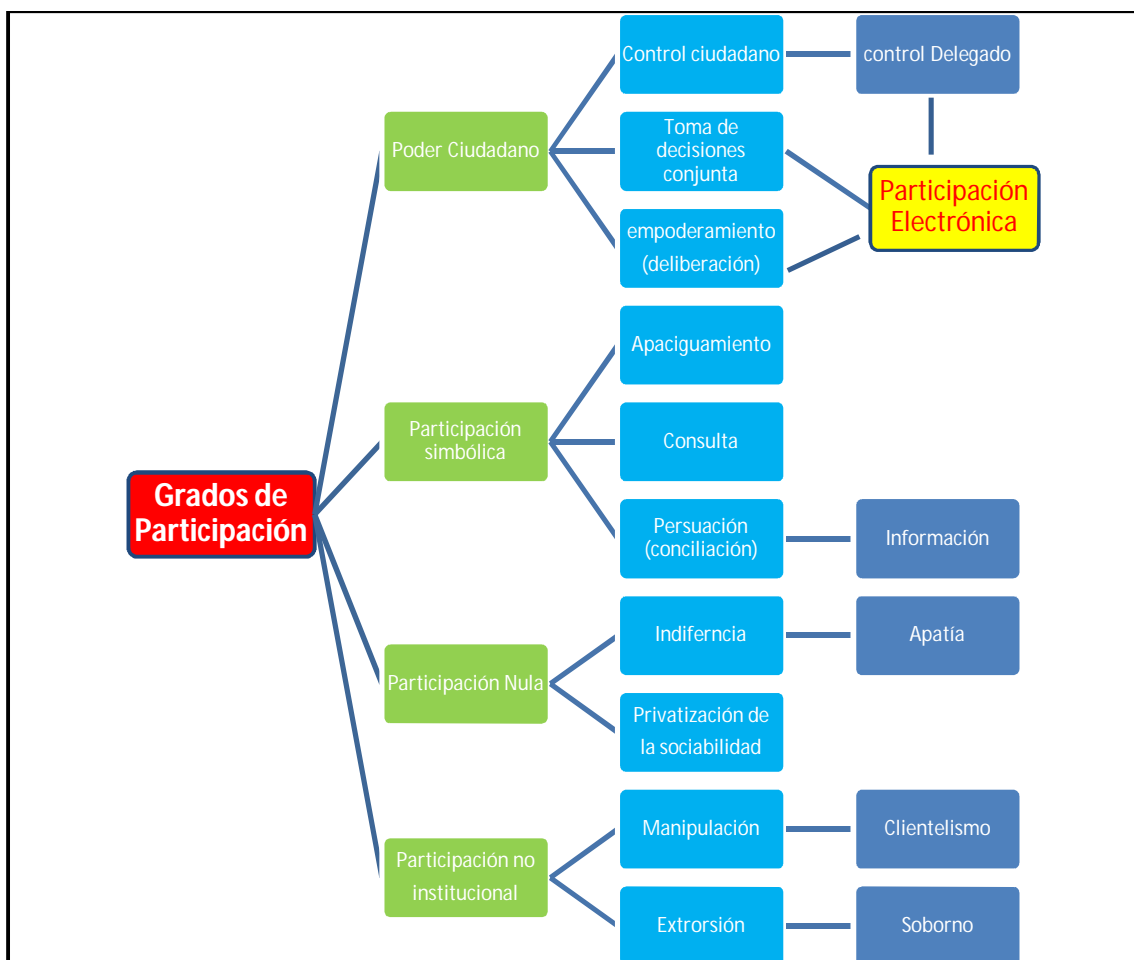 Control ciudadano
control Delegado
Poder Ciudadano
Toma de
decisiones
conjunta
Participación
Electrónica
empoderamiento
(deliberación)
Apaciguamiento
Participación
simbólica
Consulta
Grados de
Participación
Persuación
(conciliación)
Información
Indiferncia
Apatía
Participación Nula
Privatización de
la sociabilidad
Manipulación
Clientelismo
Participación no
institucional
Extrorsión
Soborno